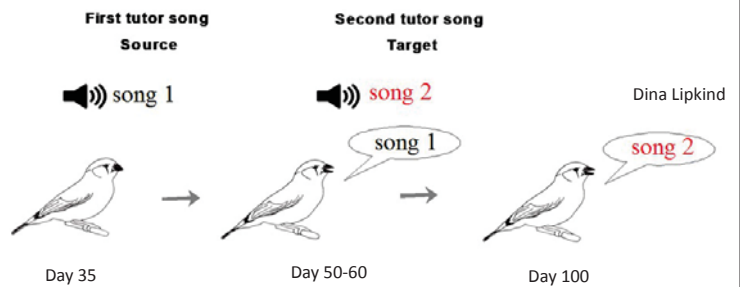 First tutor song
Source
Second tutor song
Target
song 1
song 2
Dina Lipkind
song 1
song 2
Day 35
Day 50-60
Day 100